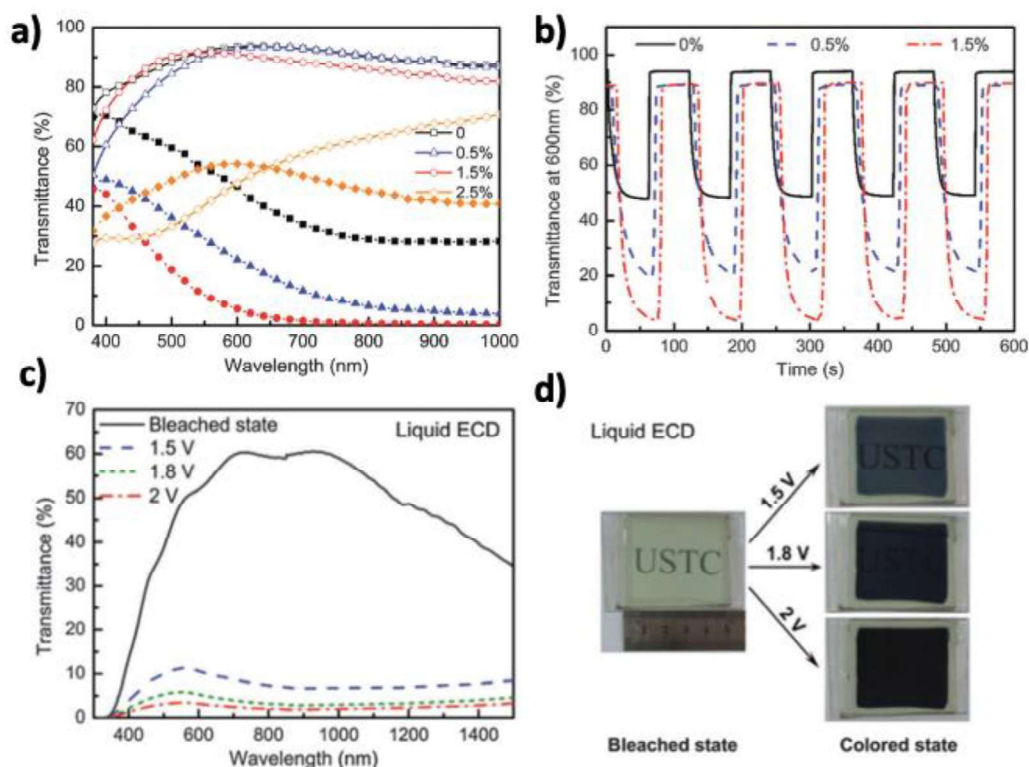 a)
100
80
60
40
20
0
Transmittance (%)
0
0.5%
1.5%
2.5%
400 500 600 700 800 900 1000
Wavelength (nm)
b)
0% 0.5% 1.5%
100
80
60
40
20
0
Transmittance at 600nm (%)
0 100 200 300 400 500 600
Time (s)
c)
70
60
50
40
30
20
10
0
Transmittance (%)
Bleached state
1.5 V
1.8 V
2 V
Liquid ECD
400 600 800 1000 1200 1400
Wavelength (nm)
d)
Liquid ECD
USTC
1.5 V
1.8 V
2 V
USTC
USTC
Bleached state
Colored state